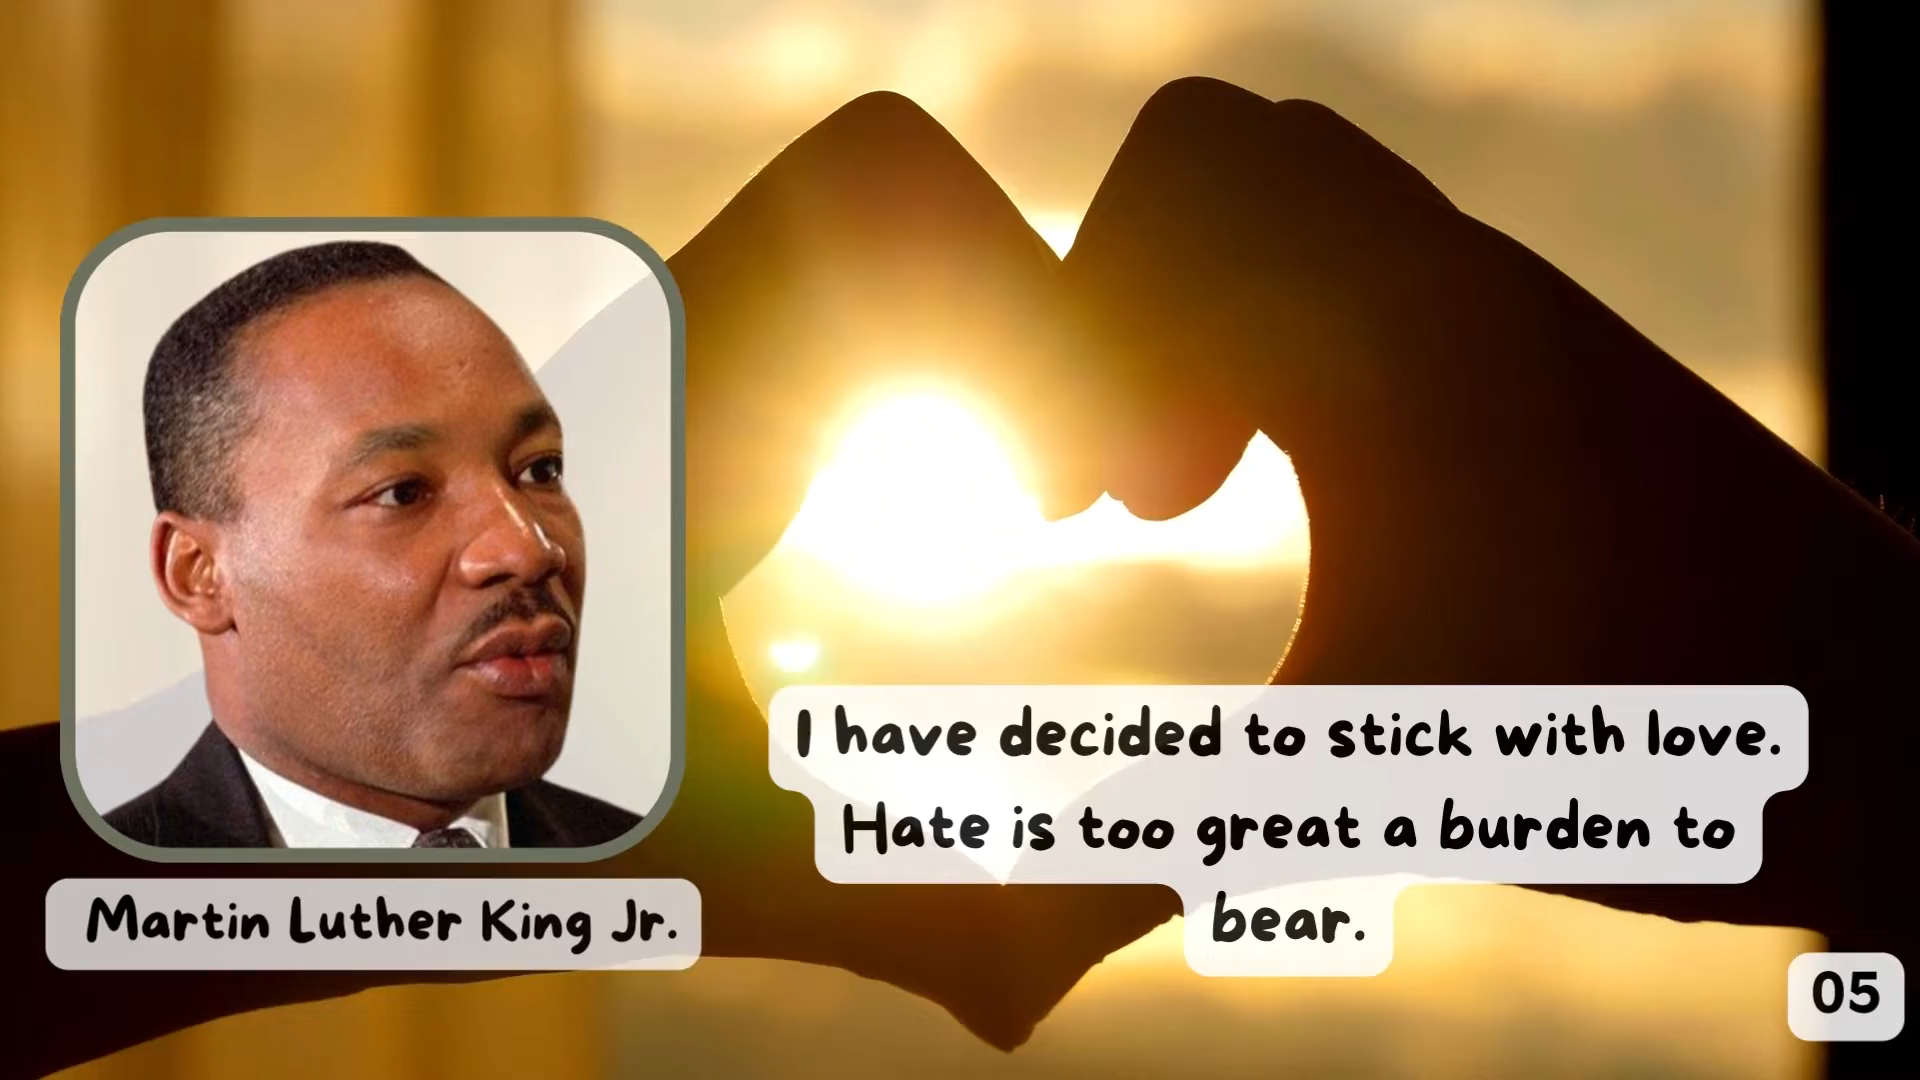 I have decided to stick with love.
Hate is too great a burden to
bear.
Martin Luther King Jr.
05